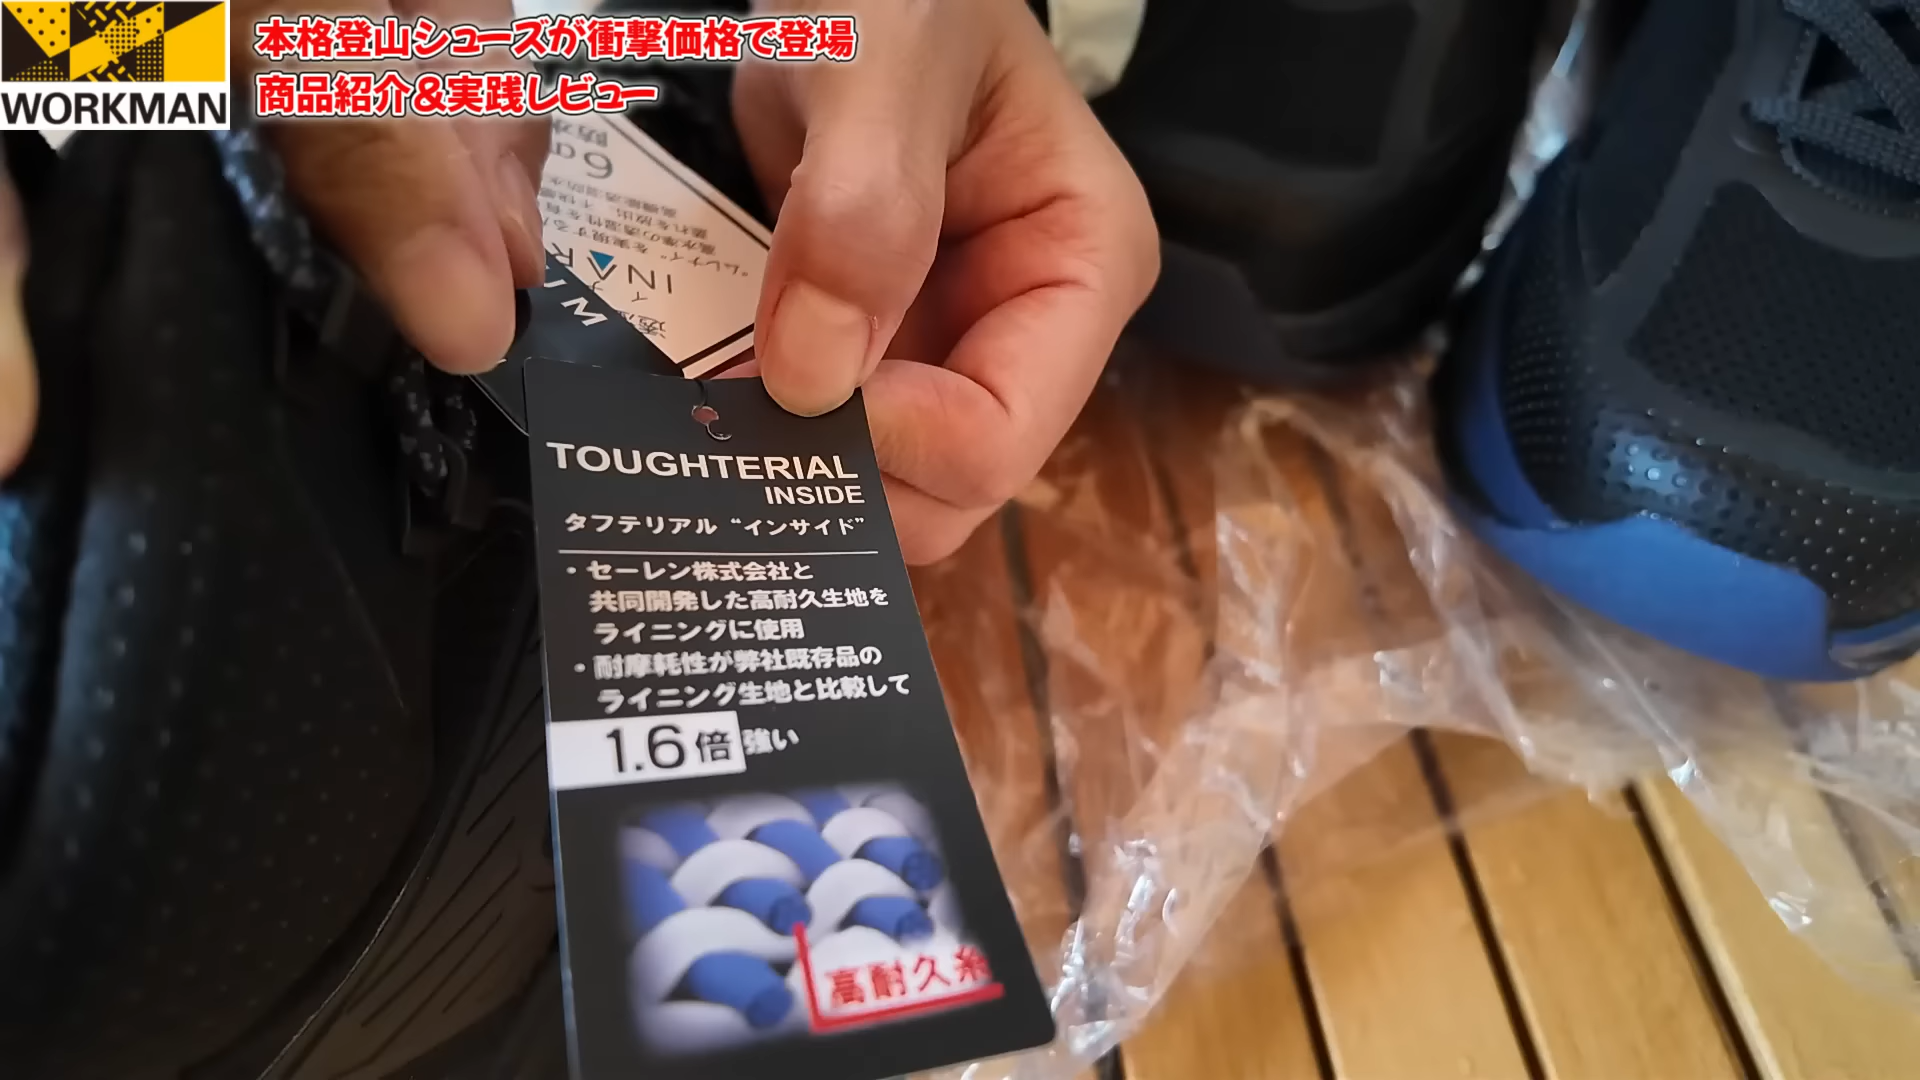 WORKMAN
本格登山シューズが衝撃価格で登場
商品紹介&実践レビュー
TOUGHTERIAL
INSIDE
タフテリアル “インサイド”
・セーレン株式会社と
共同開発した高耐久生地を
ライニングに使用
・耐摩耗性が弊社既存品の
ライニング生地と比較して
1.6倍強い
高耐久糸